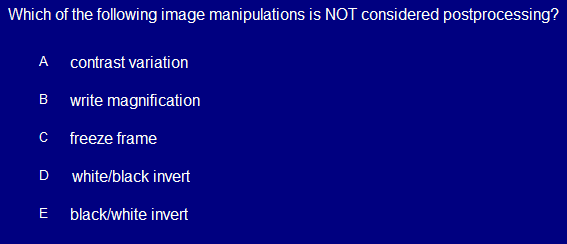 Which of the following image manipulations is NOT considered postprocessing?
A contrast variation
B write magnification
C freeze frame
D white/black invert
E black/white invert